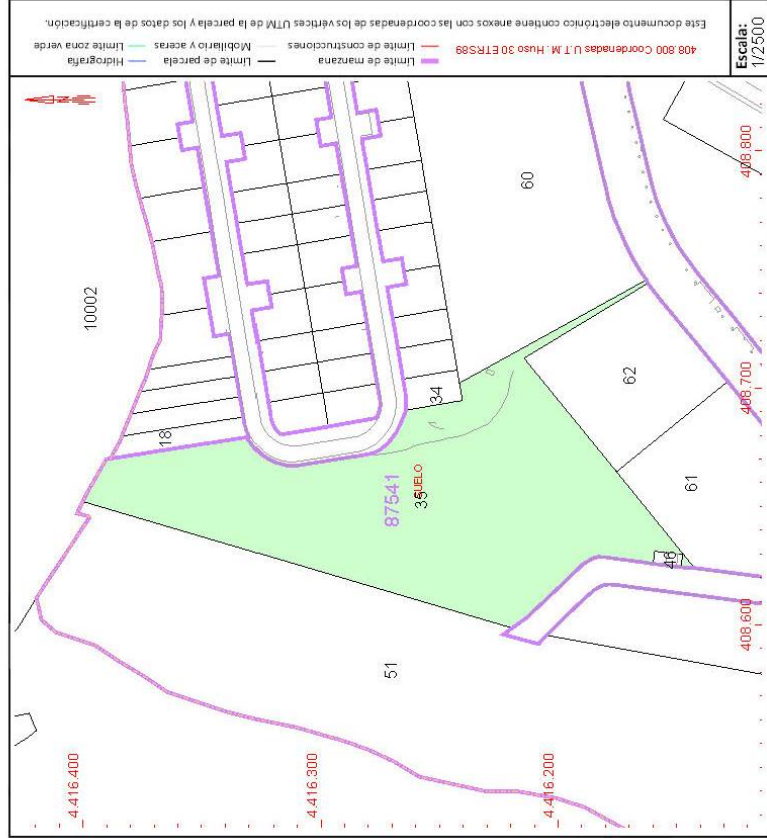 Este documento electrónico contiene anexos con las coordenadas de los vértices UTM de la parcela y los datos de la certificación.
408.800 Coordenadas U.T.M. Huso 30 ETRS89
Límite de manzana
Límite de construcciones
Límite de parcela
Mobiliario y aceras
Límite zona verde
Hidrografía
Escala:
1/2500
10002
4.416.400
18
60
4.416.300
34
87541
SUELO
35
51
62
61
46
4.416.200
408.600
408.700
408.800